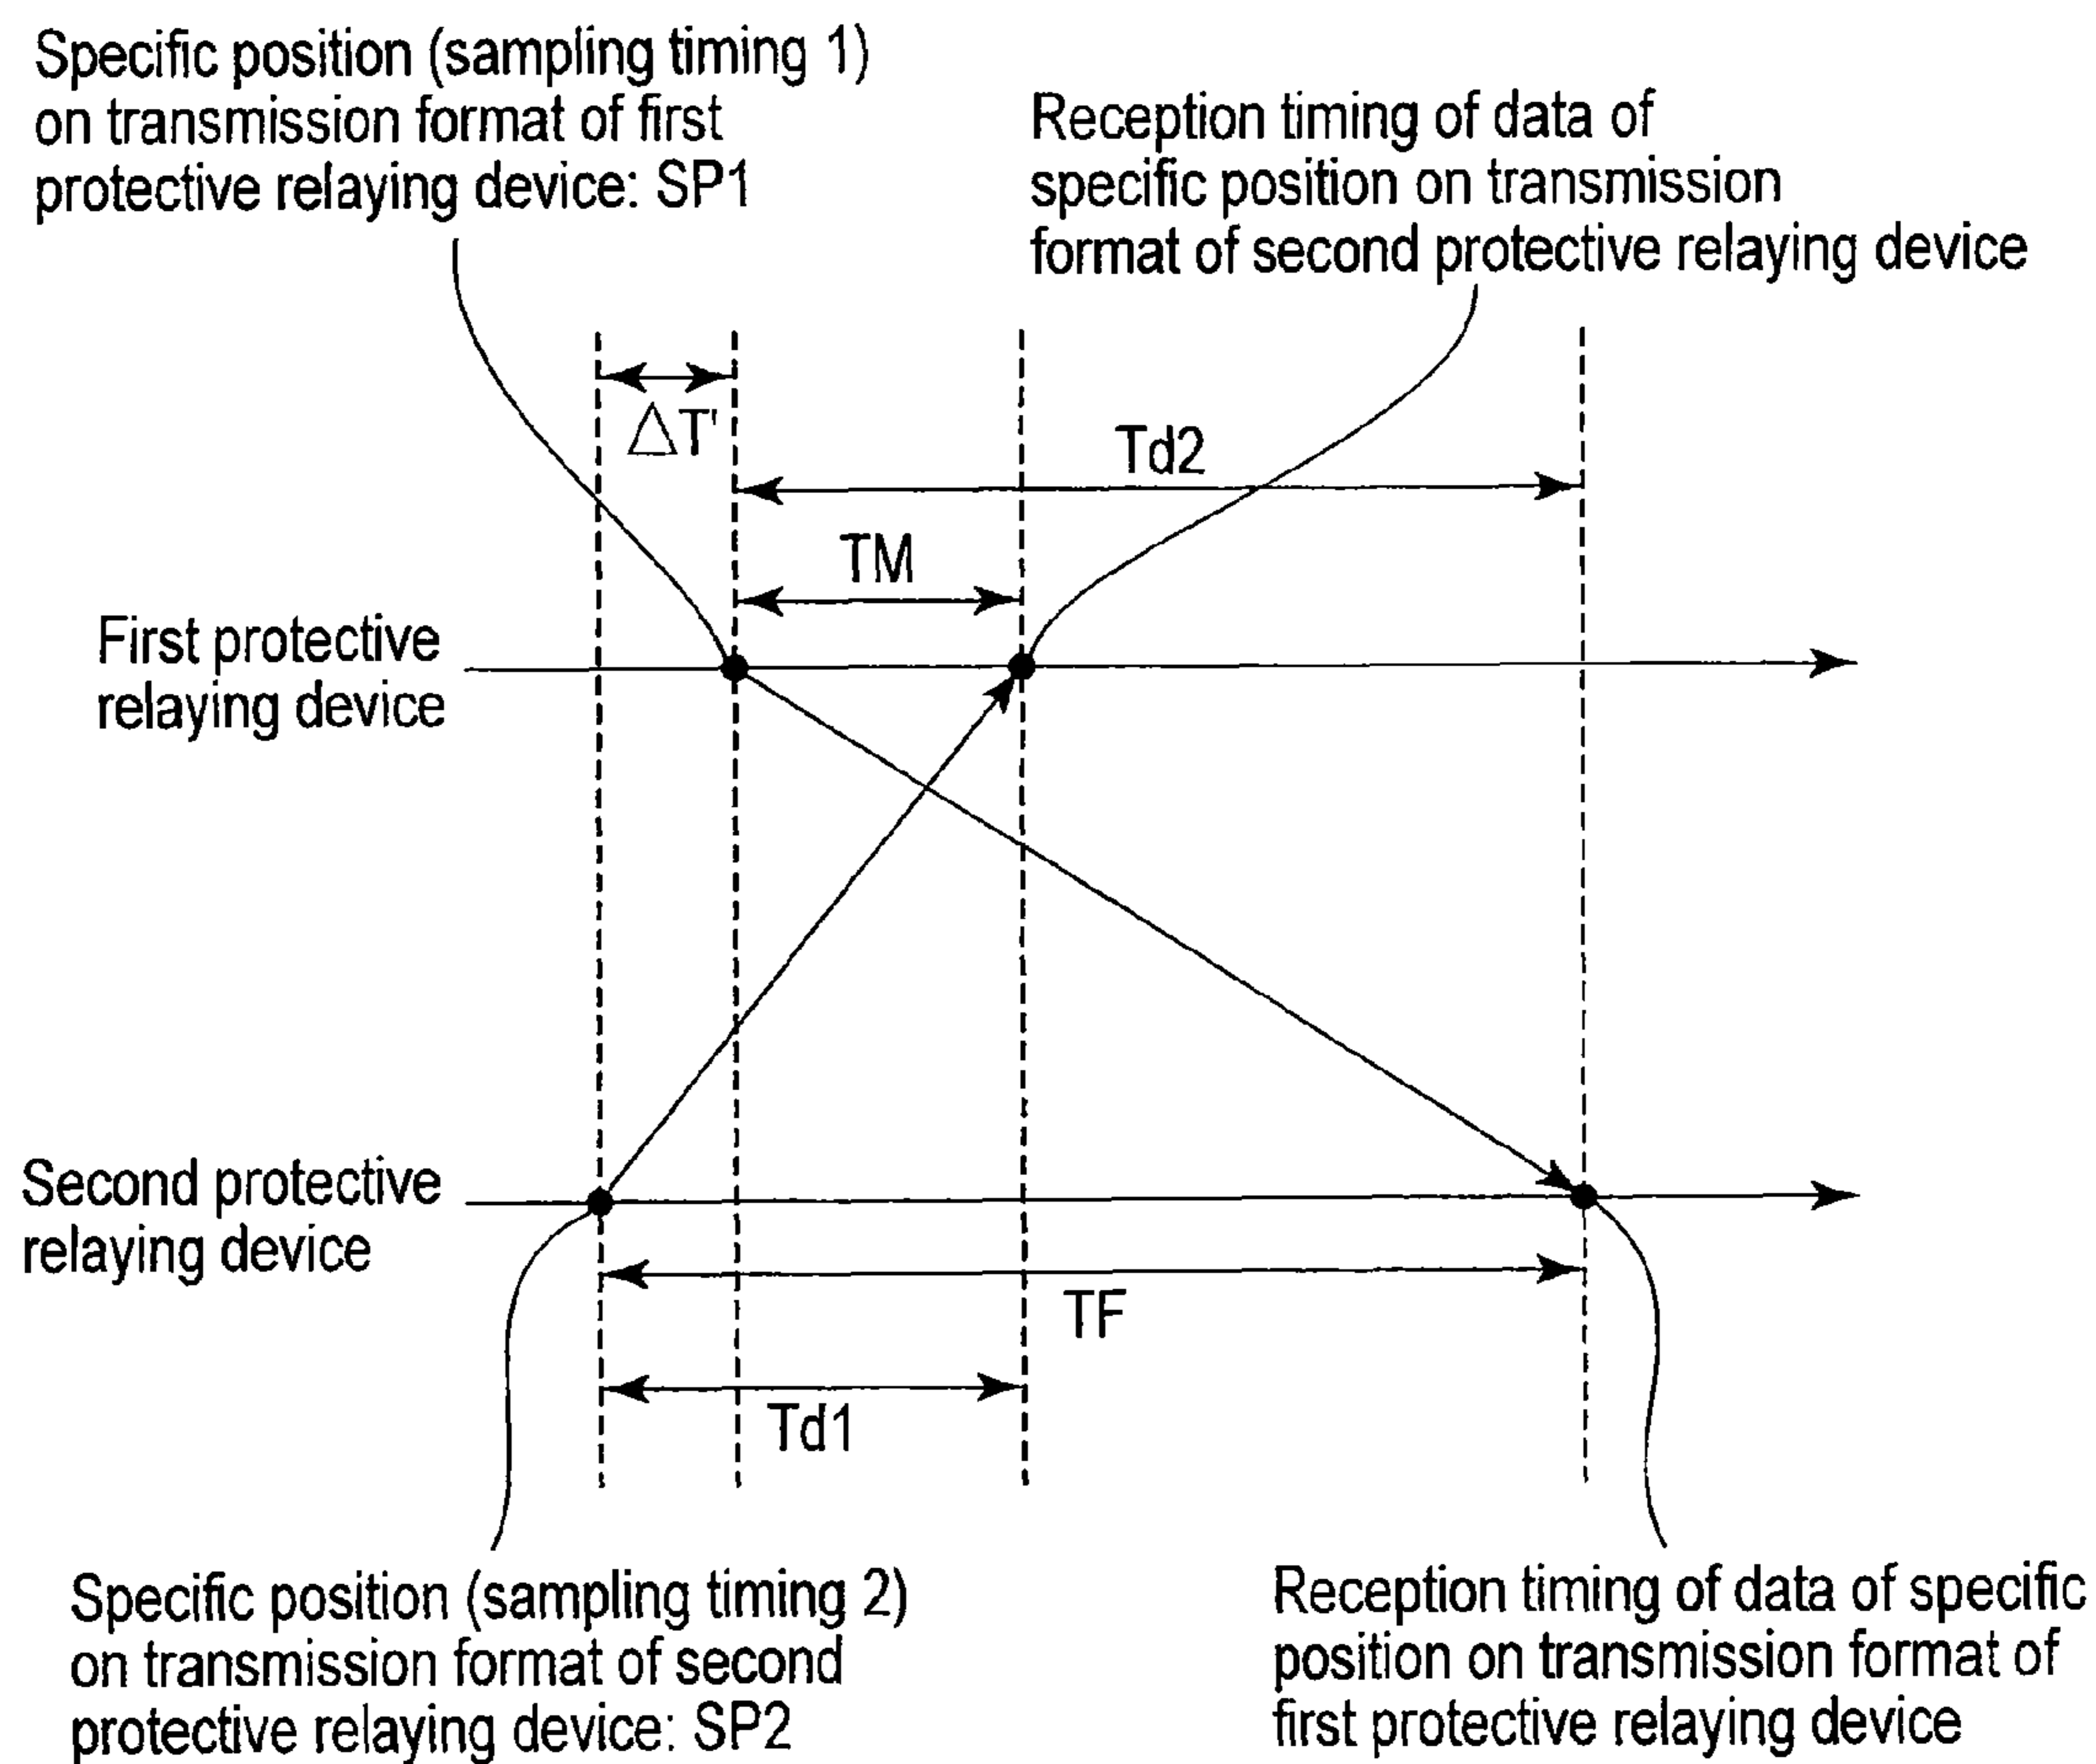 Specific position (sampling timing 1)
on transmission format of first
protective relaying device: SP1
Reception timing of data of
specific position on transmission
format of second protective relaying device
△T'
Td2
TM
First protective
relaying device
Second protective
relaying device
TF
Td1
Specific position (sampling timing 2)
on transmission format of second
protective relaying device: SP2
Reception timing of data of specific
position on transmission format of
first protective relaying device